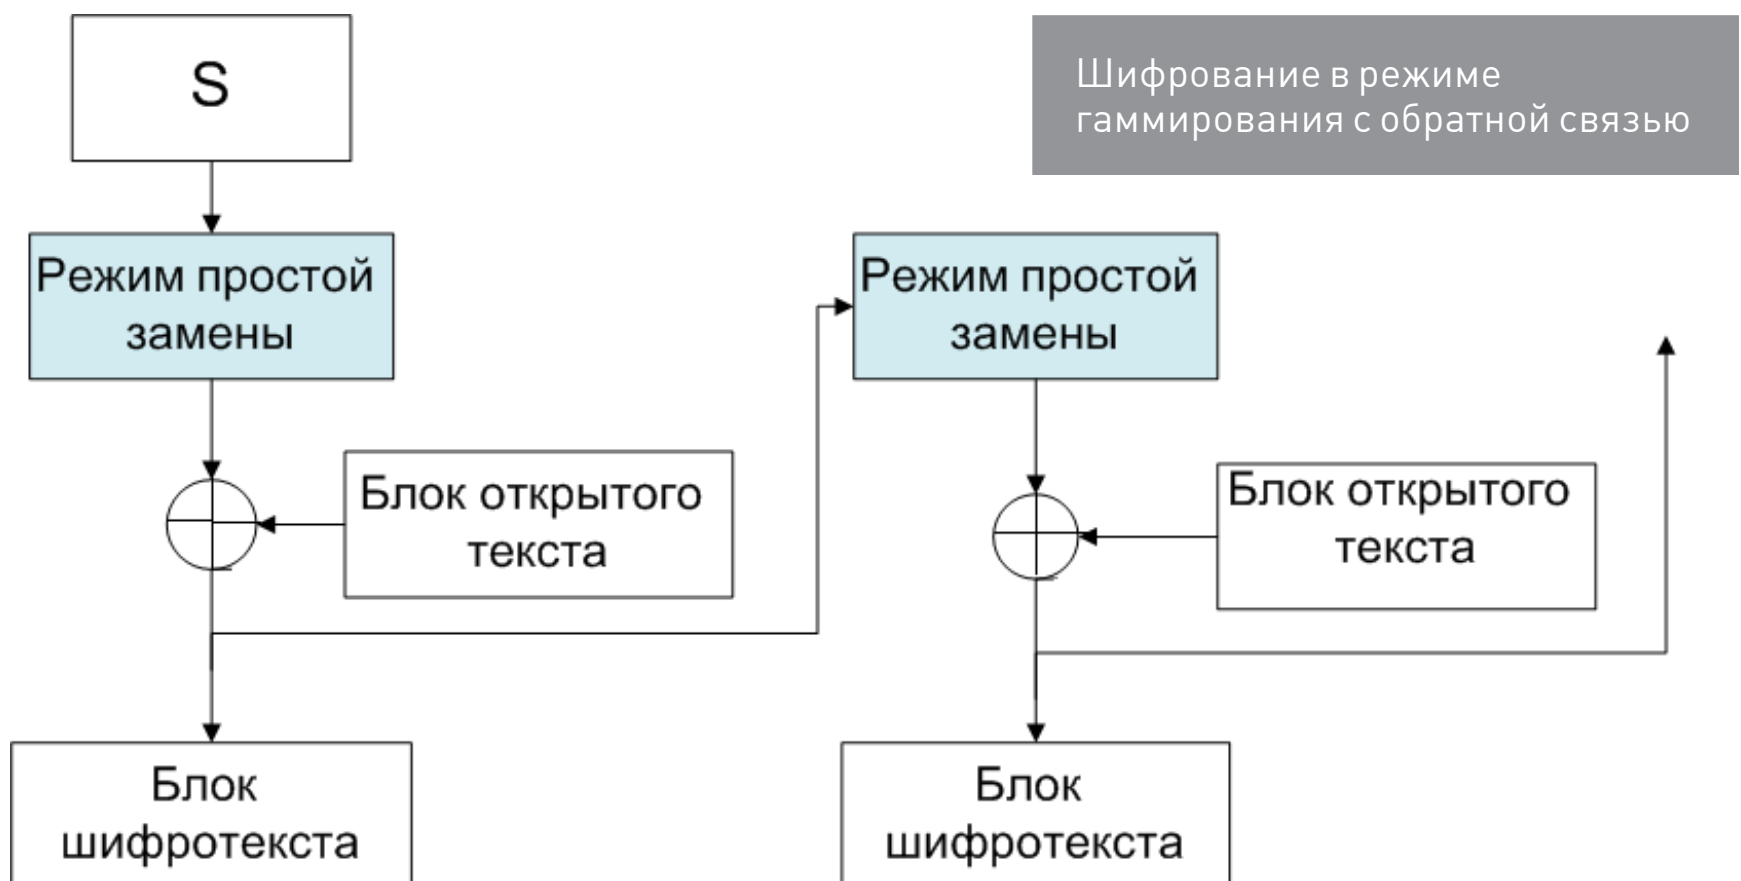 S
Шифрование в режиме
гаммирования с обратной связью
Режим простой
замены
Режим простой
замены
Блок открытого
текста
Блок открытого
текста
Блок
шифротекста
Блок
шифротекста